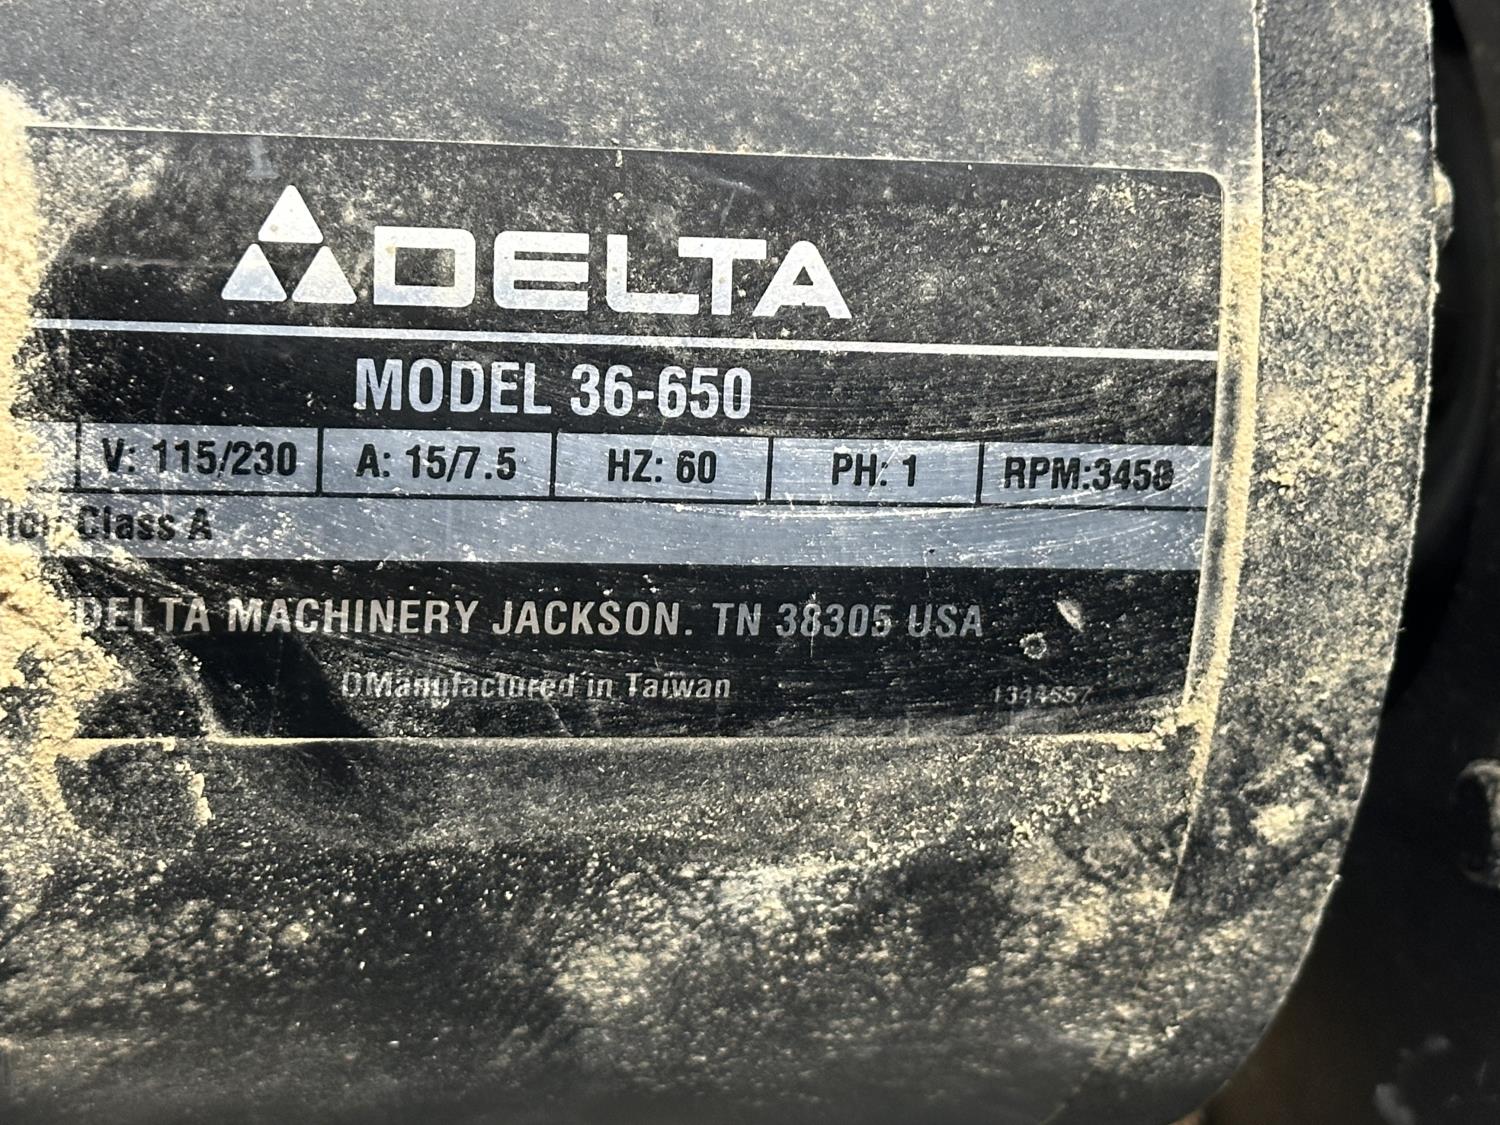 DELTA
MODEL 36-650
V: 115/230 A: 15/7.5 HZ: 60 PH: 1 RPM:3450
Class A
DELTA MACHINERY JACKSON. TN 38305 USA
Manufactured in Taiwan